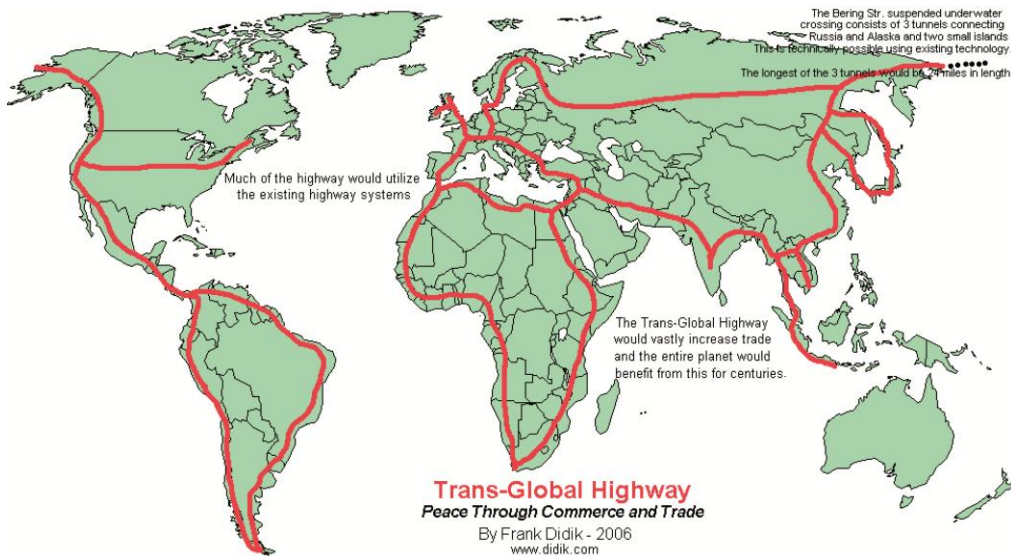 The Bering Str. suspended underwater
crossing consists of 3 tunnels connecting
Russia and Alaska and two small islands
This is technically possible using existing technology
The longest of the 3 tunnels would be 24 miles in length
Much of the highway would utilize
the existing highway systems
The Trans-Global Highway
would vastly increase trade
and the entire planet would
benefit from this for centuries.
Trans-Global Highway
Peace Through Commerce and Trade
By Frank Didik - 2006
www.didik.com